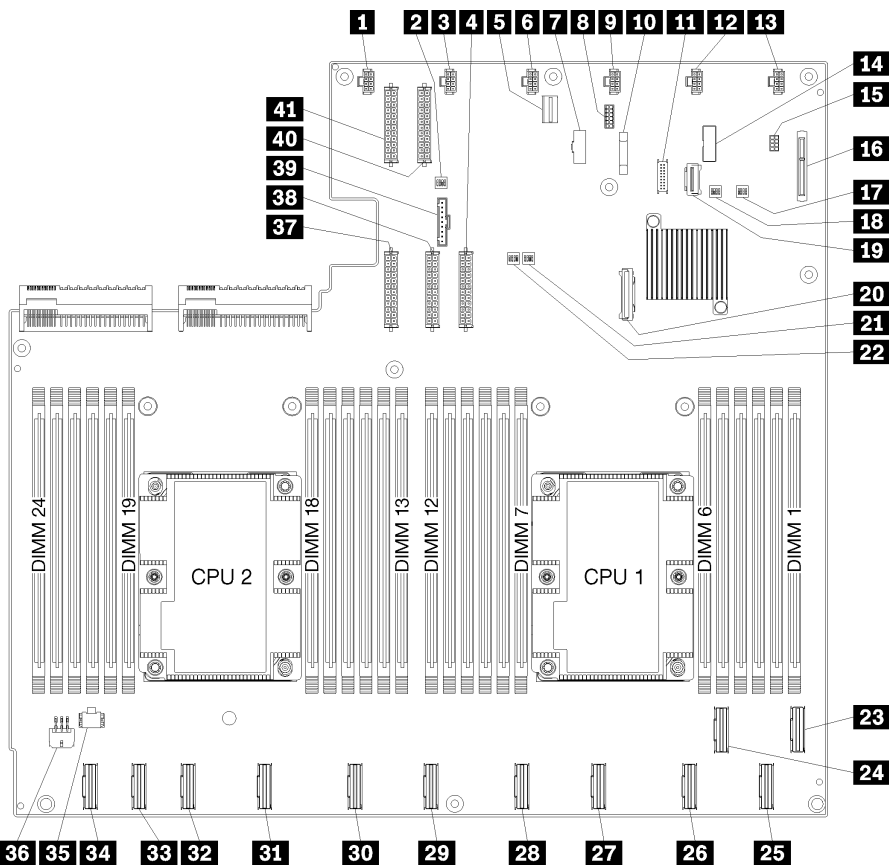 1 2 3 4 5 6 7 8 9 10 11 12 13
14
15
16
17
18
19
20
21
22
41
40
39
38
37
DIMM 24
DIMM 19
CPU 2
DIMM 18
DIMM 13
DIMM 12
DIMM 7
CPU 1
DIMM 6
DIMM 1
23
24
36 35 34 33 32 31 30 29 28 27 26 25